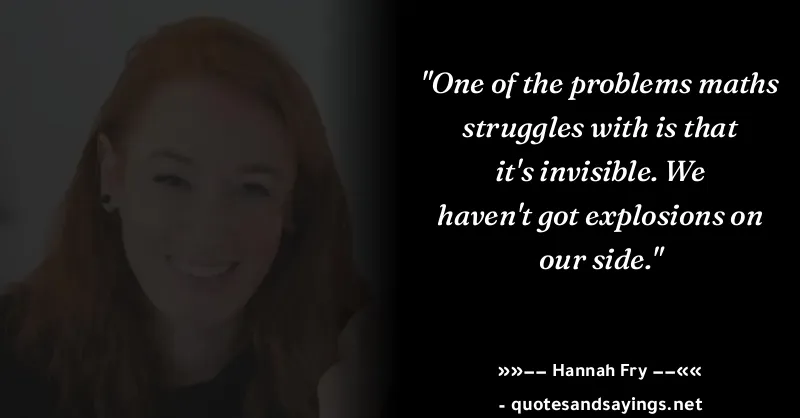 "One of the problems maths
struggles with is that
it's invisible. We
haven't got explosions on
our side."
»»−− Hannah Fry −−««
- quotesandsayings.net